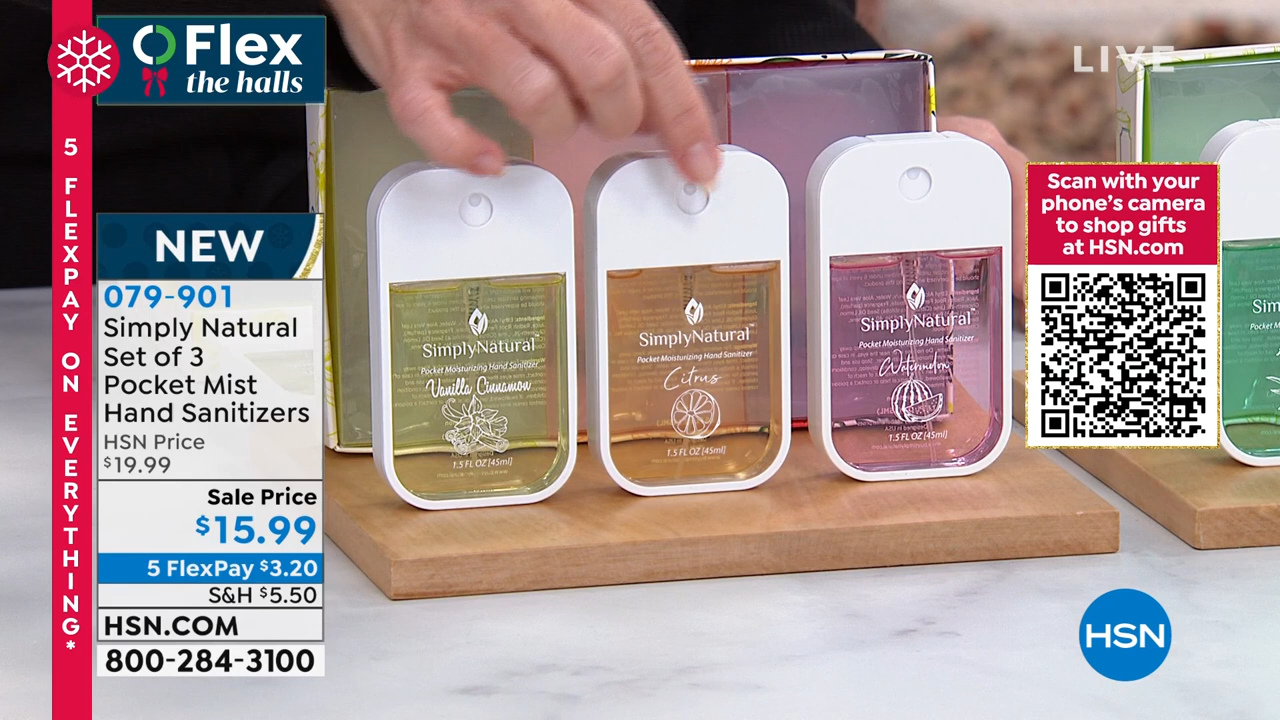 Flex
the halls
5 FLEXPAY ON EVERYTHING*
NEW
079-901
Simply Natural
Set of 3
Pocket Mist
Hand Sanitizers
HSN Price
$19.99
Sale Price
$15.99
5 FlexPay $3.20
S&H $5.50
HSN.COM
800-284-3100
LIVE
Scan with your
phone's camera
to shop gifts
at HSN.com
SimplyNatural™
Pocket Moisturizing Hand Sanitizer
Vanilla Cinnamon
1.5 FL OZ [45ml]
SimplyNatural™
Pocket Moisturizing Hand Sanitizer
Citrus
1.5 FL OZ [45ml]
SimplyNatural™
Pocket Moisturizing Hand Sanitizer
Watermelon
1.5 FL OZ [45ml]
HSN